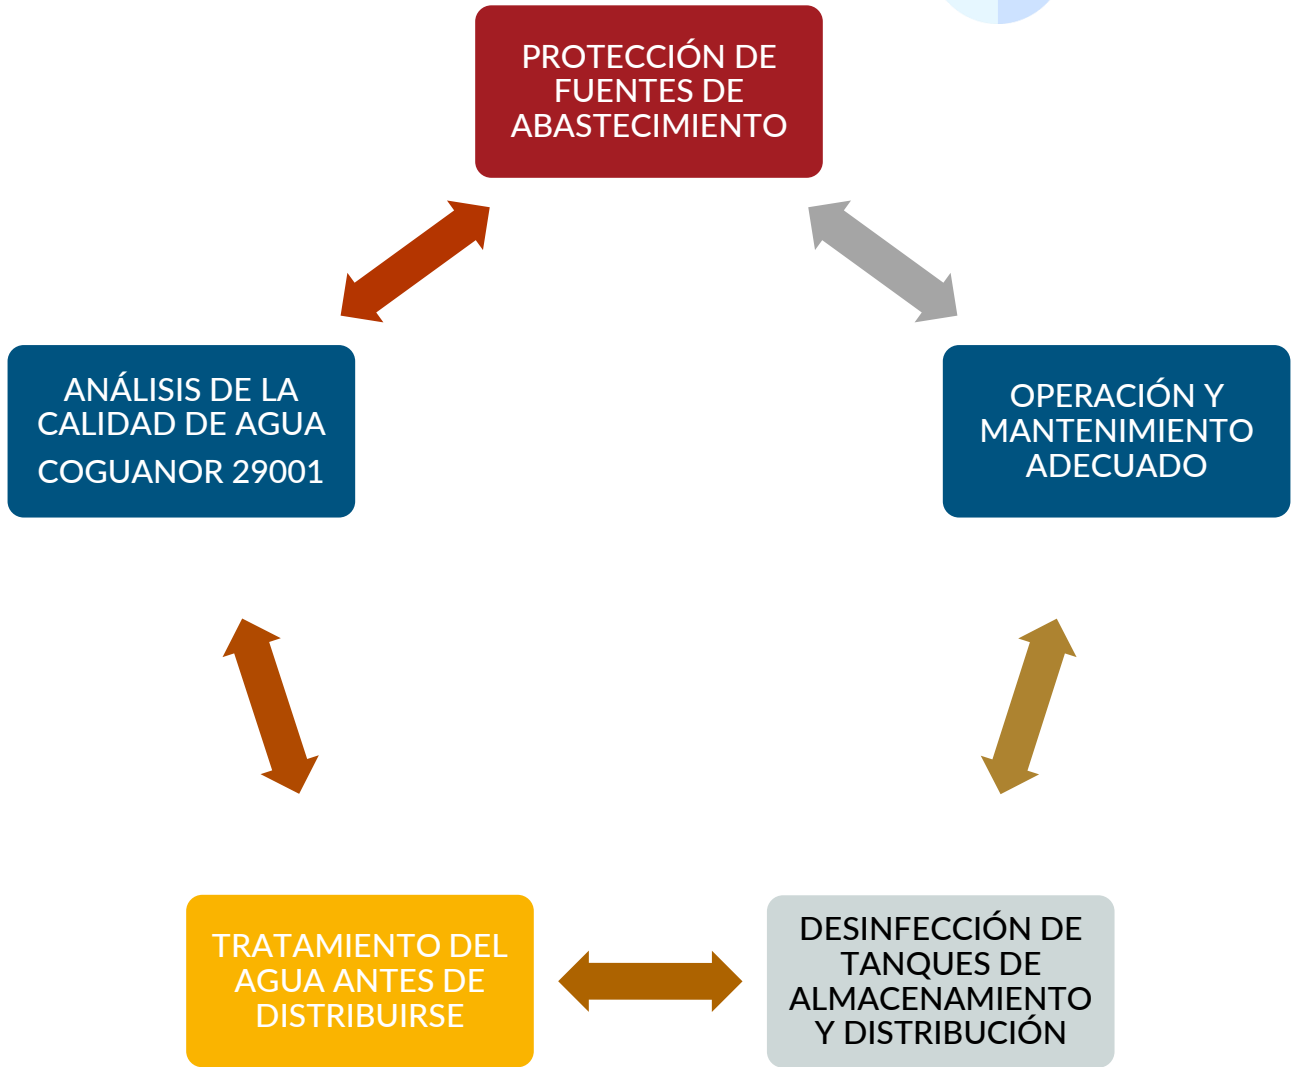 PROTECCIÓN DE
FUENTES DE
ABASTECIMIENTO
ANÁLISIS DE LA
CALIDAD DE AGUA
COGUANOR 29001
OPERACIÓN Y
MANTENIMIENTO
ADECUADO
TRATAMIENTO DEL
AGUA ANTES DE
DISTRIBUIRSE
DESINFECCIÓN DE
TANQUES DE
ALMACENAMIENTO
Y DISTRIBUCIÓN